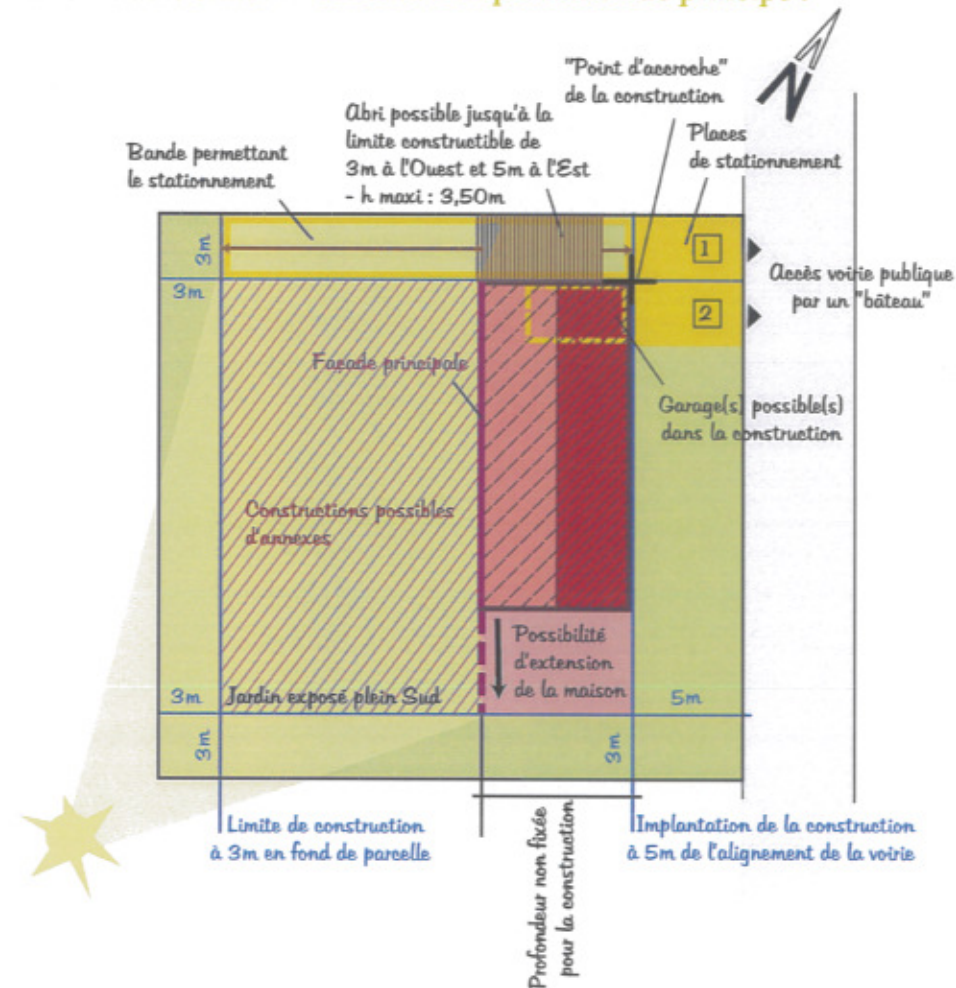 "Point d'accroche"
de la construction
Abri possible jusqu'à la
limite constructible de
3m à l'Ouest et 5m à l'Est
- h maxi : 3,50m
Places
de stationnement
Bande permettant
le stationnement
N
3m
1
Accès voirie publique
par un "bâteau"
3m
2
Façade principale
Garage(s) possible(s)
dans la construction
Constructions possibles
d'annexes
Possibilité
d'extension
de la maison
3m
Jardin exposé plein Sud
5m
3m
3m
Limite de construction
à 3m en fond de parcelle
Profondeur non fixée
pour la construction
Implantation de la construction
à 5m de l'alignement de la voirie